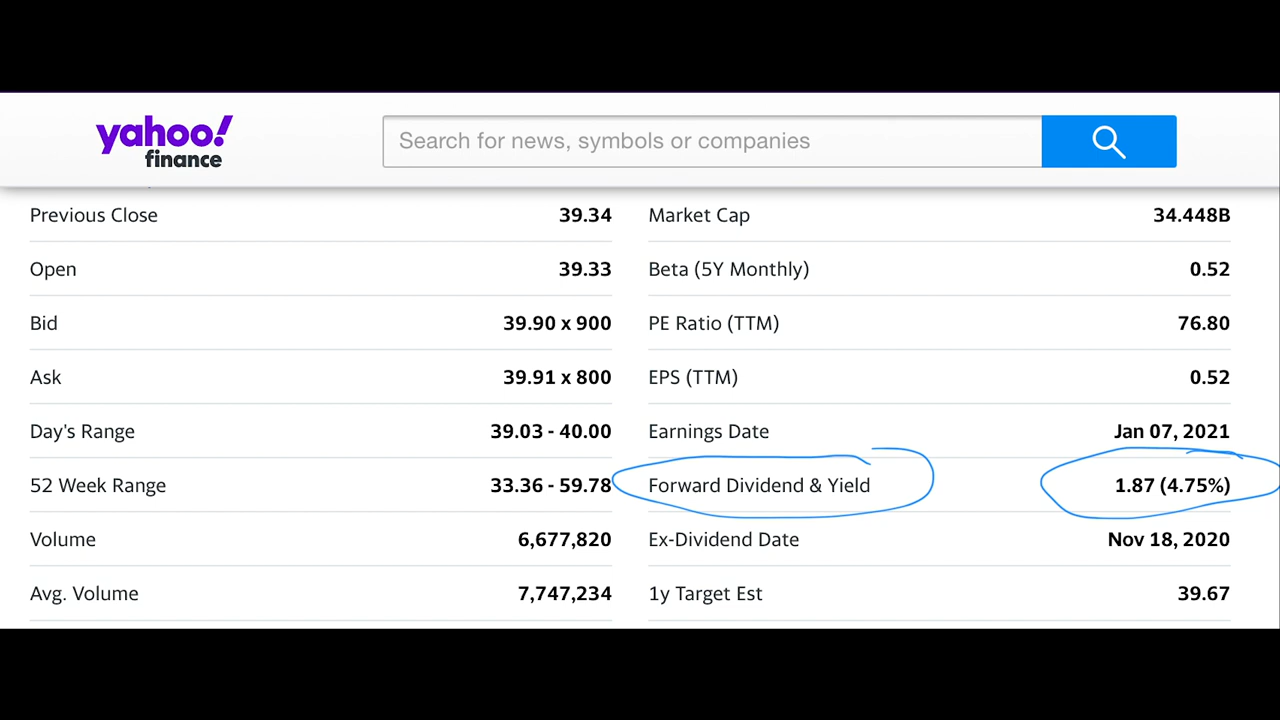 yahoo!
finance
Search for news, symbols or companies
Previous Close 39.34
Open 39.33
Bid 39.90 x 900
Ask 39.91 x 800
Day's Range 39.03 - 40.00
52 Week Range 33.36 - 59.78
Volume 6,677,820
Avg. Volume 7,747,234
Market Cap 34.448B
Beta (5Y Monthly) 0.52
PE Ratio (TTM) 76.80
EPS (TTM) 0.52
Earnings Date Jan 07, 2021
Forward Dividend & Yield 1.87 (4.75%)
Ex-Dividend Date Nov 18, 2020
1y Target Est 39.67